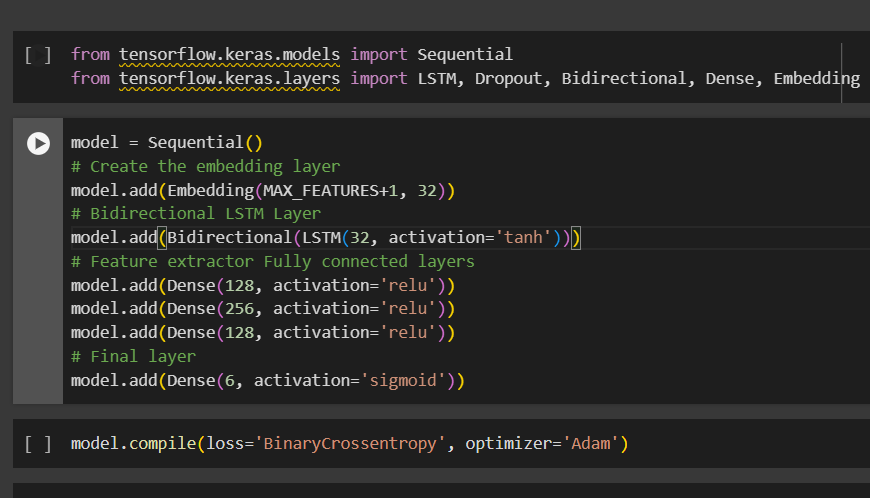 [ ] from tensorflow.keras.models import Sequential
from tensorflow.keras.layers import LSTM, Dropout, Bidirectional, Dense, Embedding
model = Sequential()
# Create the embedding layer
model.add(Embedding(MAX_FEATURES+1, 32))
# Bidirectional LSTM Layer
model.add(Bidirectional(LSTM(32, activation='tanh')))
# Feature extractor Fully connected layers
model.add(Dense(128, activation='relu'))
model.add(Dense(256, activation='relu'))
model.add(Dense(128, activation='relu'))
# Final layer
model.add(Dense(6, activation='sigmoid'))
[ ] model.compile(loss='BinaryCrossentropy', optimizer='Adam')